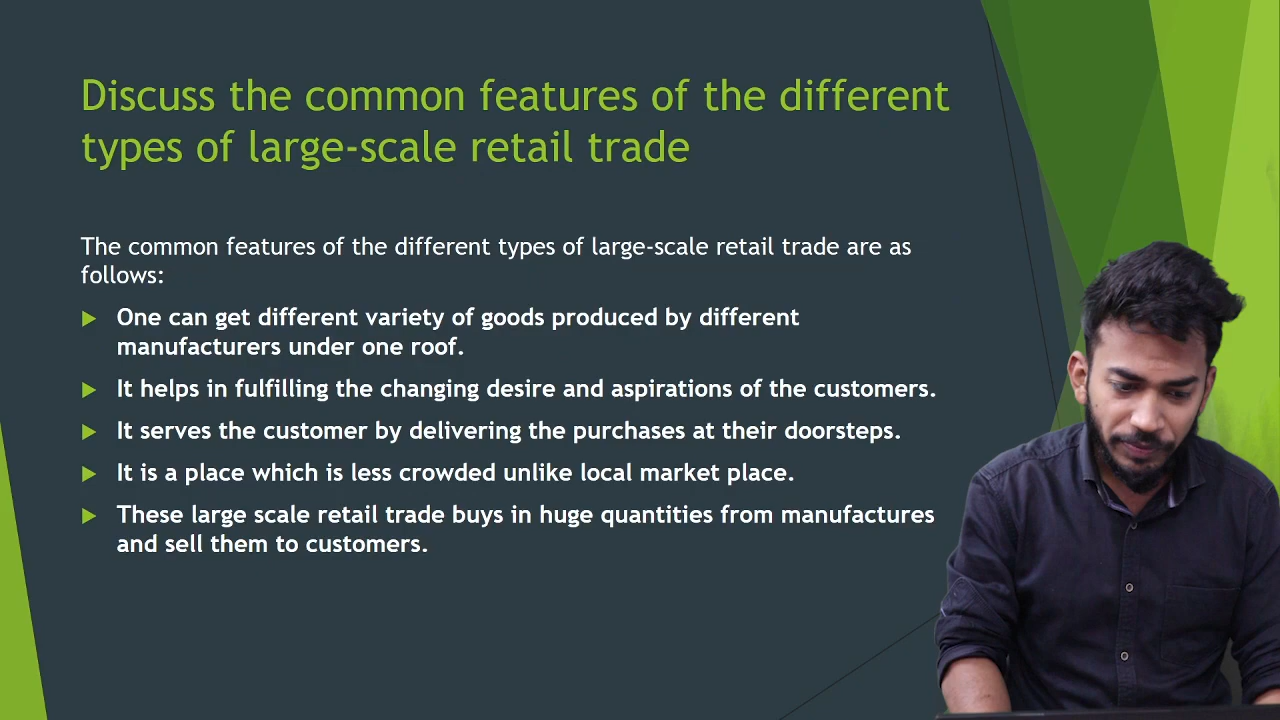 Discuss the common features of the different
types of large-scale retail trade
The common features of the different types of large-scale retail trade are as
follows:
One can get different variety of goods produced by different
manufacturers under one roof.
It helps in fulfilling the changing desire and aspirations of the customers.
It serves the customer by delivering the purchases at their doorsteps.
It is a place which is less crowded unlike local market place.
These large scale retail trade buys in huge quantities from manufactures
and sell them to customers.